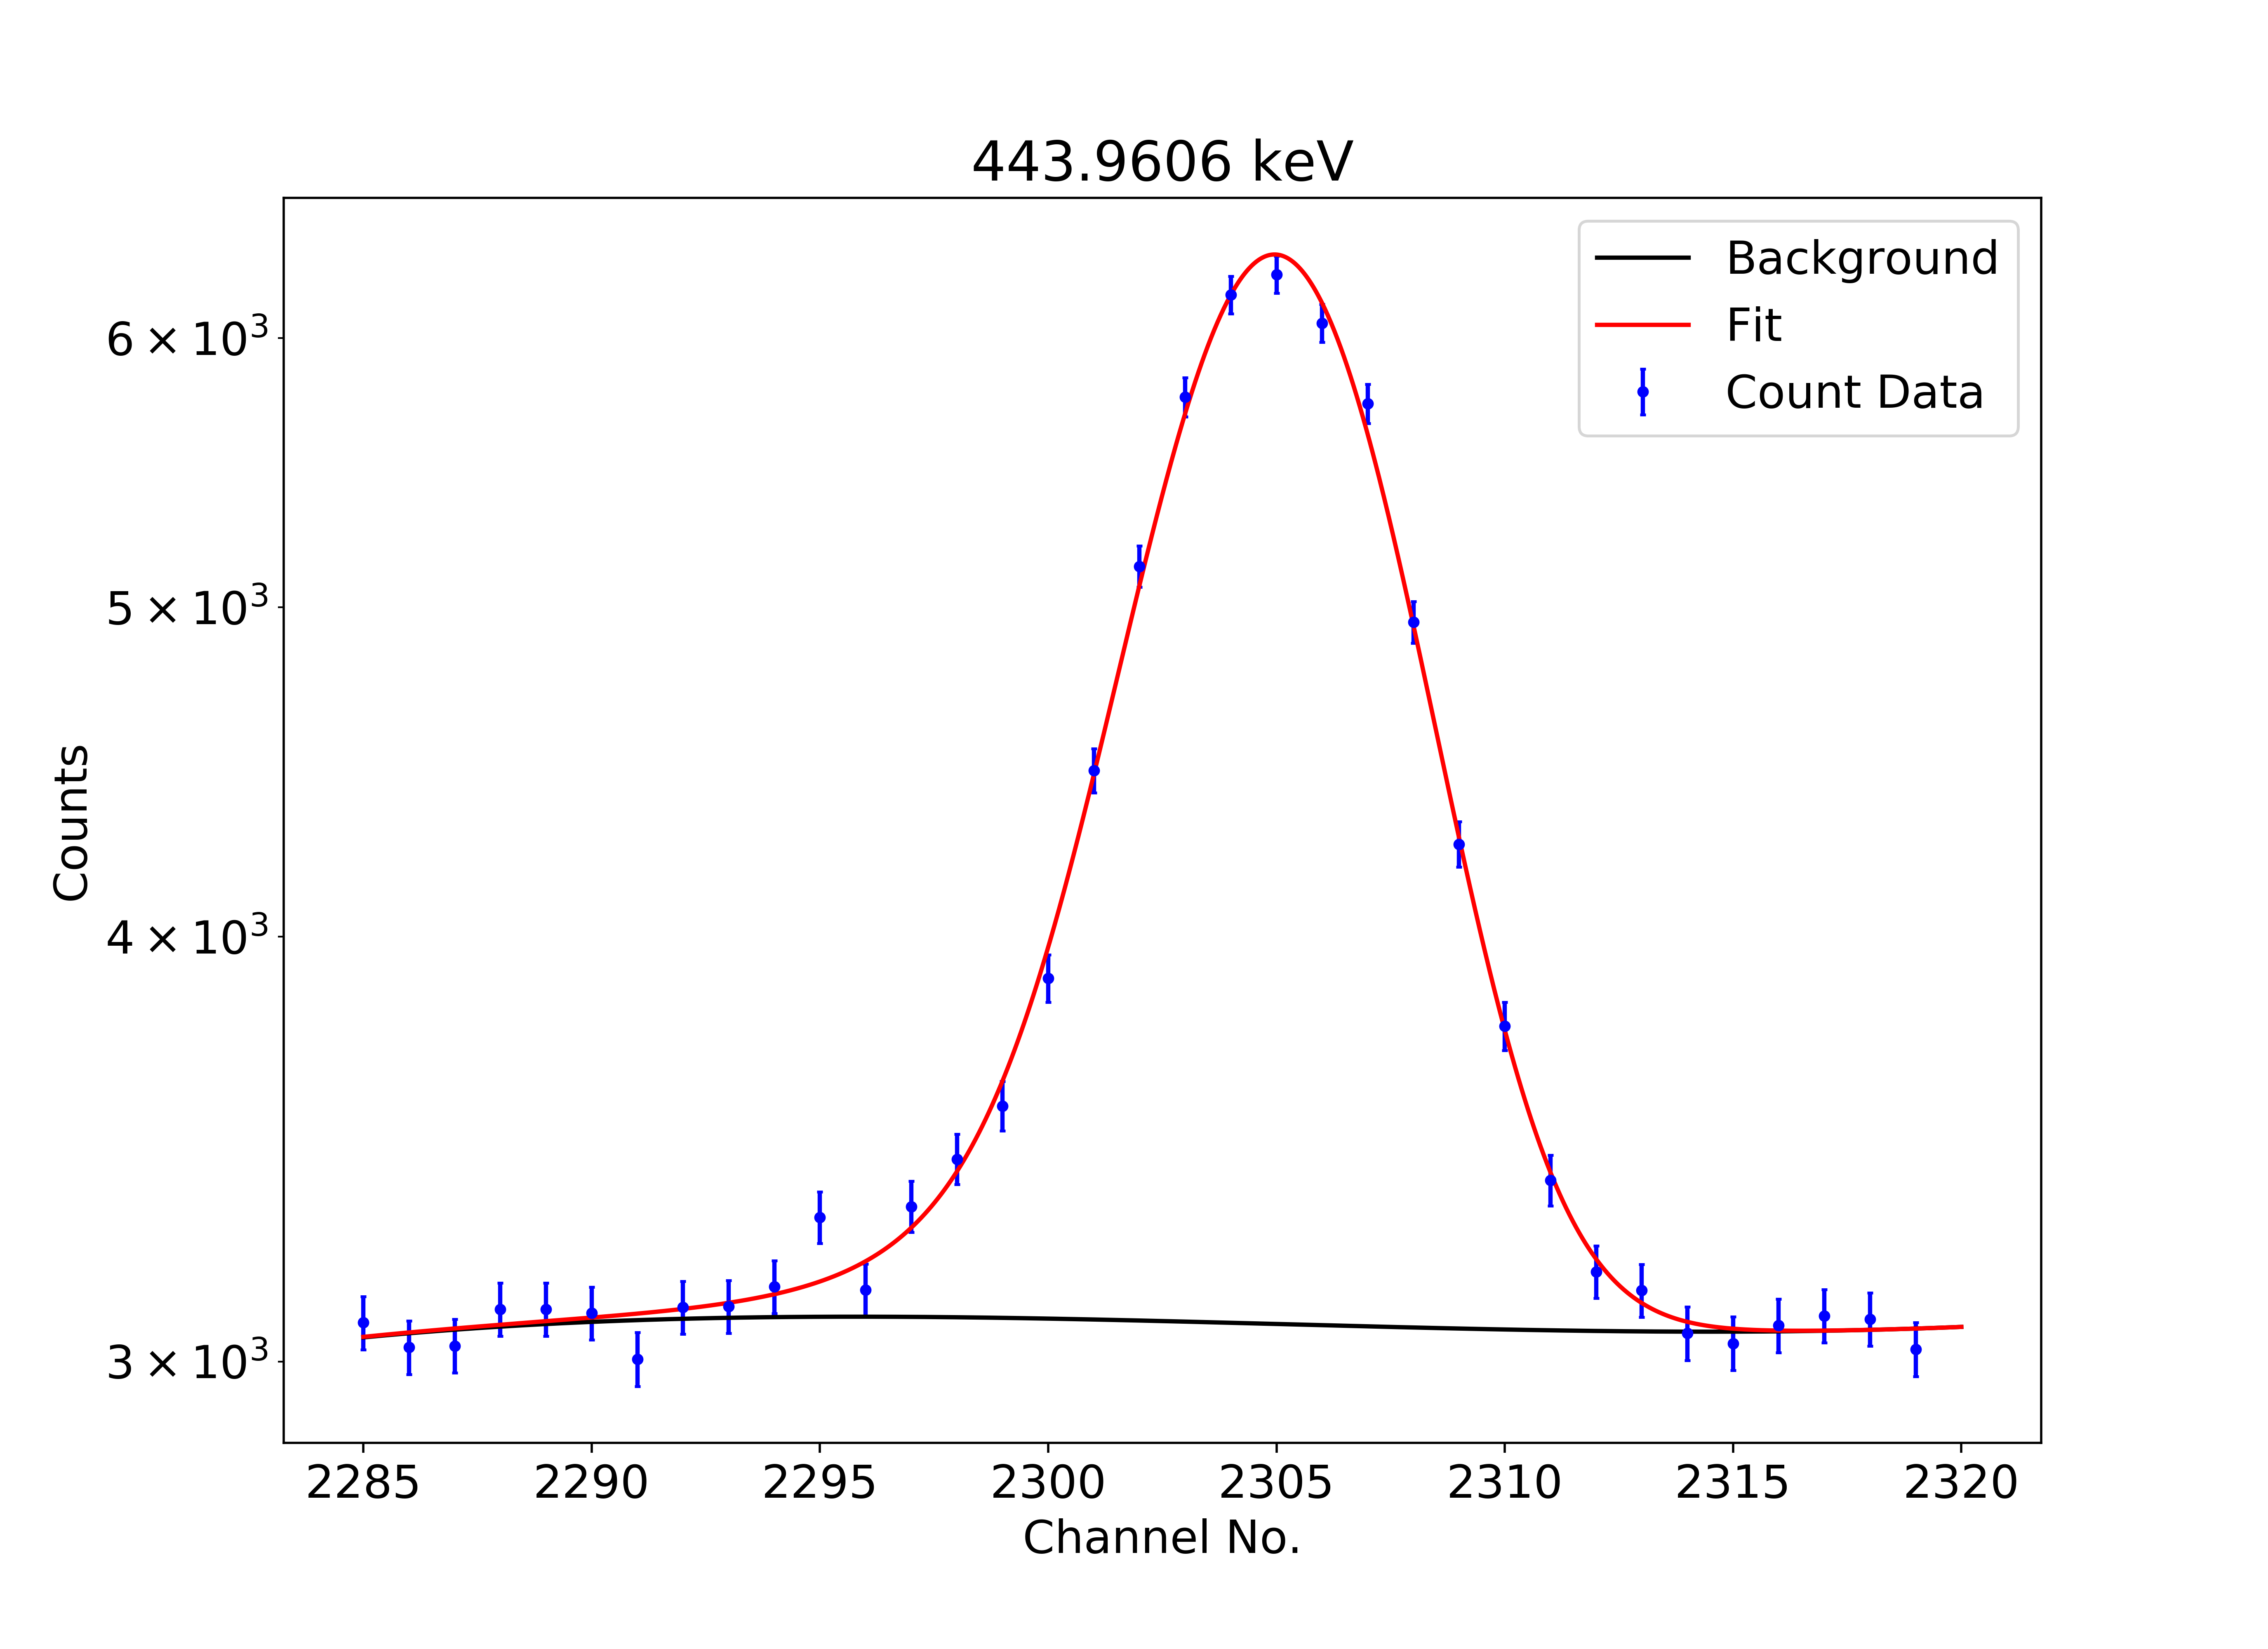 443.9606 keV
Background
Fit
Count Data
6 × 10³
5 × 10³
4 × 10³
3 × 10³
Counts
2285 2290 2295 2300 2305 2310 2315 2320
Channel No.